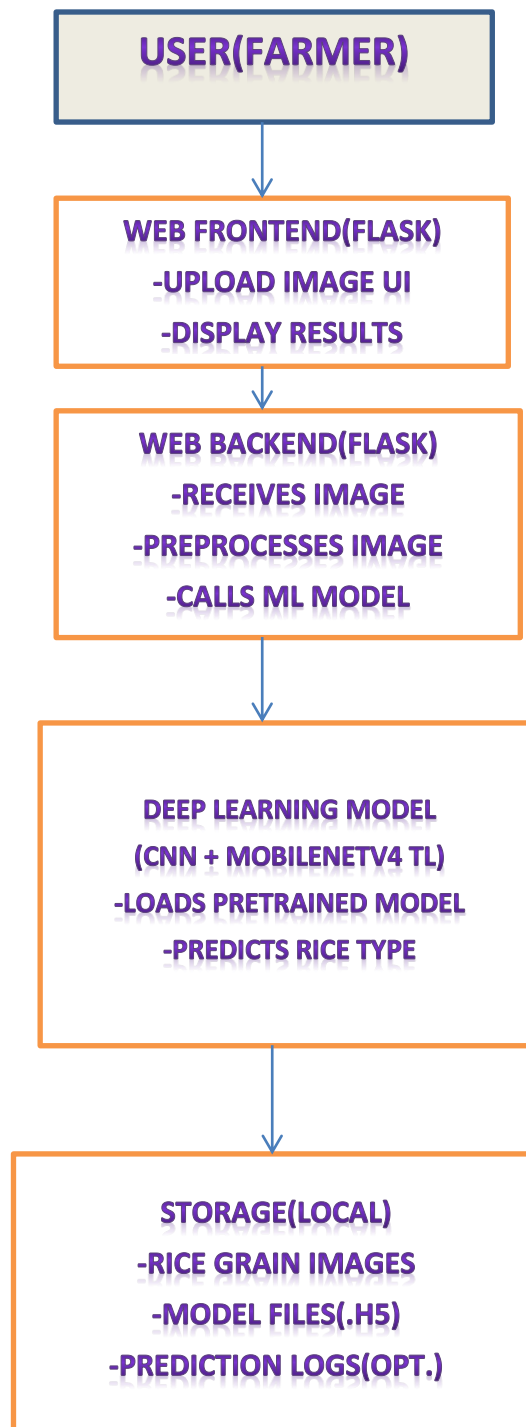 USER(FARMER)
WEB FRONTEND(FLASK)
-UPLOAD IMAGE UI
-DISPLAY RESULTS
WEB BACKEND(FLASK)
-RECEIVES IMAGE
-PREPROCESSES IMAGE
-CALLS ML MODEL
DEEP LEARNING MODEL
(CNN + MOBILENETV4 TL)
-LOADS PRETRAINED MODEL
-PREDICTS RICE TYPE
STORAGE(LOCAL)
-RICE GRAIN IMAGES
-MODEL FILES(.H5)
-PREDICTION LOGS(OPT.)